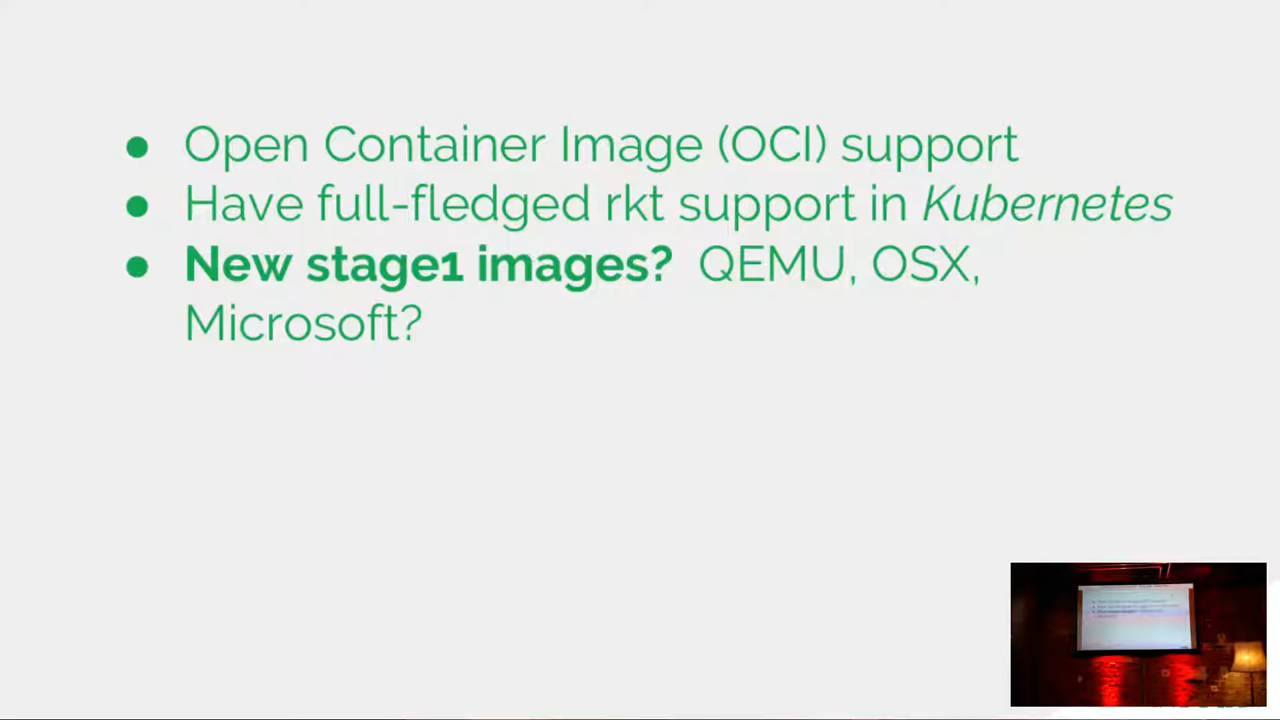 ● Open Container Image (OCI) support
● Have full-fledged rkt support in Kubernetes
● New stage1 images? QEMU, OSX,
Microsoft?